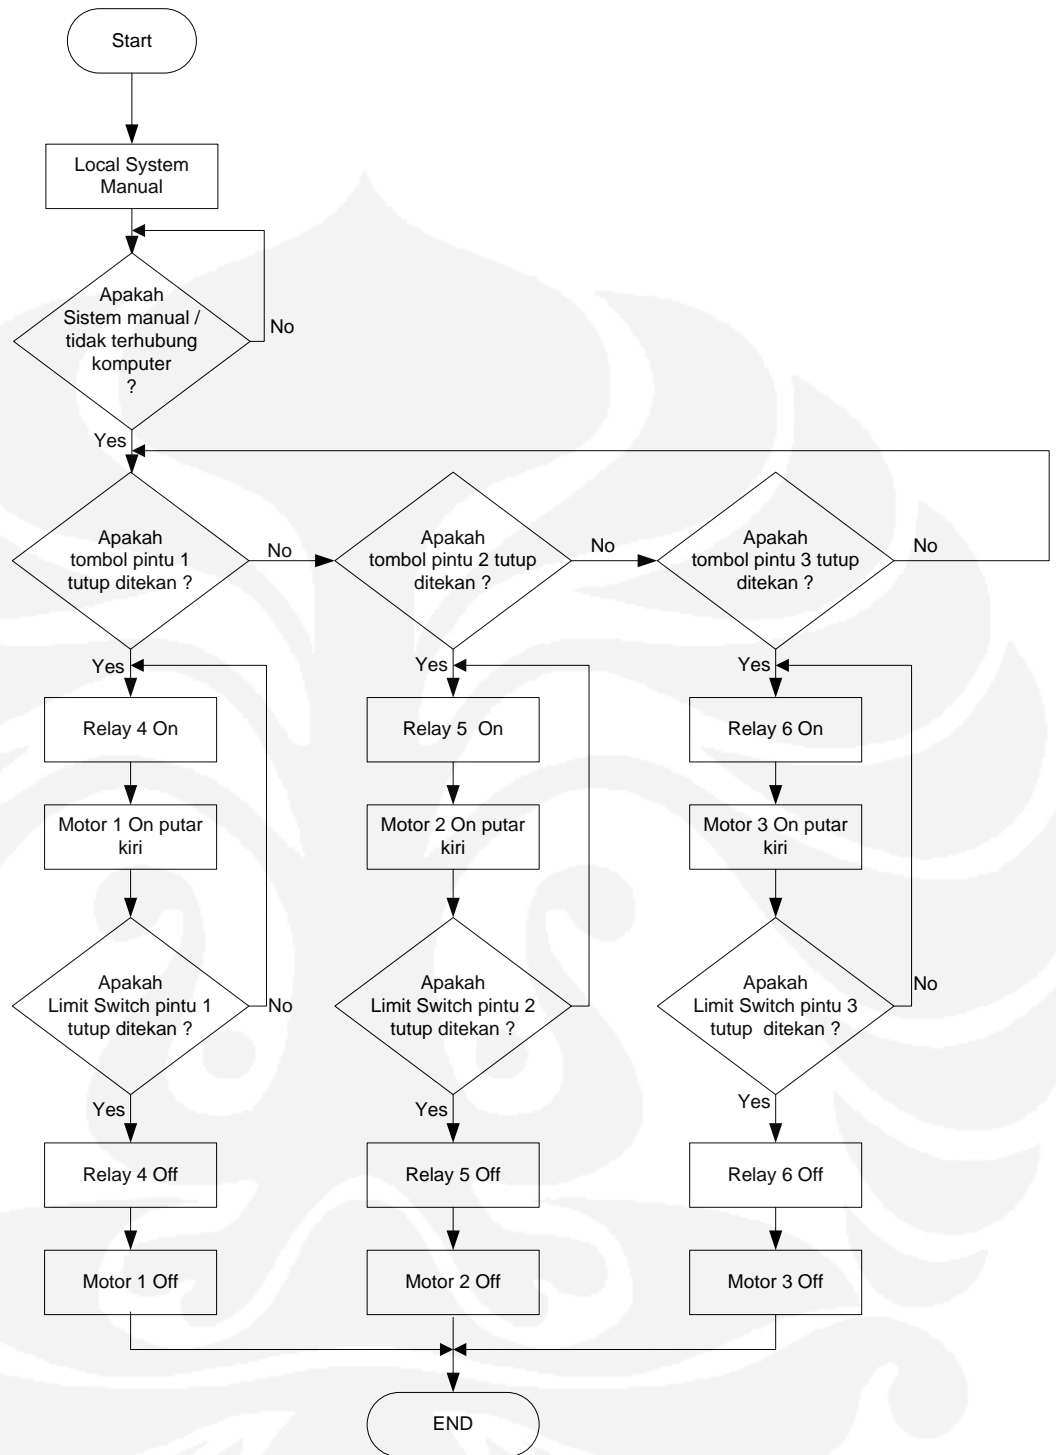 Start
Local System
Manual
Apakah
Sistem manual /
tidak terhubung
komputer
?
No
Yes
Apakah
tombol pintu 1
tutup ditekan ?
No
Apakah
tombol pintu 2 tutup
ditekan ?
No
Apakah
tombol pintu 3 tutup
ditekan ?
No
Yes
Yes
Yes
Relay 4 On
Relay 5 On
Relay 6 On
Motor 1 On putar
kiri
Motor 2 On putar
kiri
Motor 3 On putar
kiri
Apakah
Limit Switch pintu 1
tutup ditekan ?
No
Apakah
Limit Switch pintu 2
tutup ditekan ?
Apakah
Limit Switch pintu 3
tutup ditekan ?
No
Yes
Yes
Yes
Relay 4 Off
Relay 5 Off
Relay 6 Off
Motor 1 Off
Motor 2 Off
Motor 3 Off
END